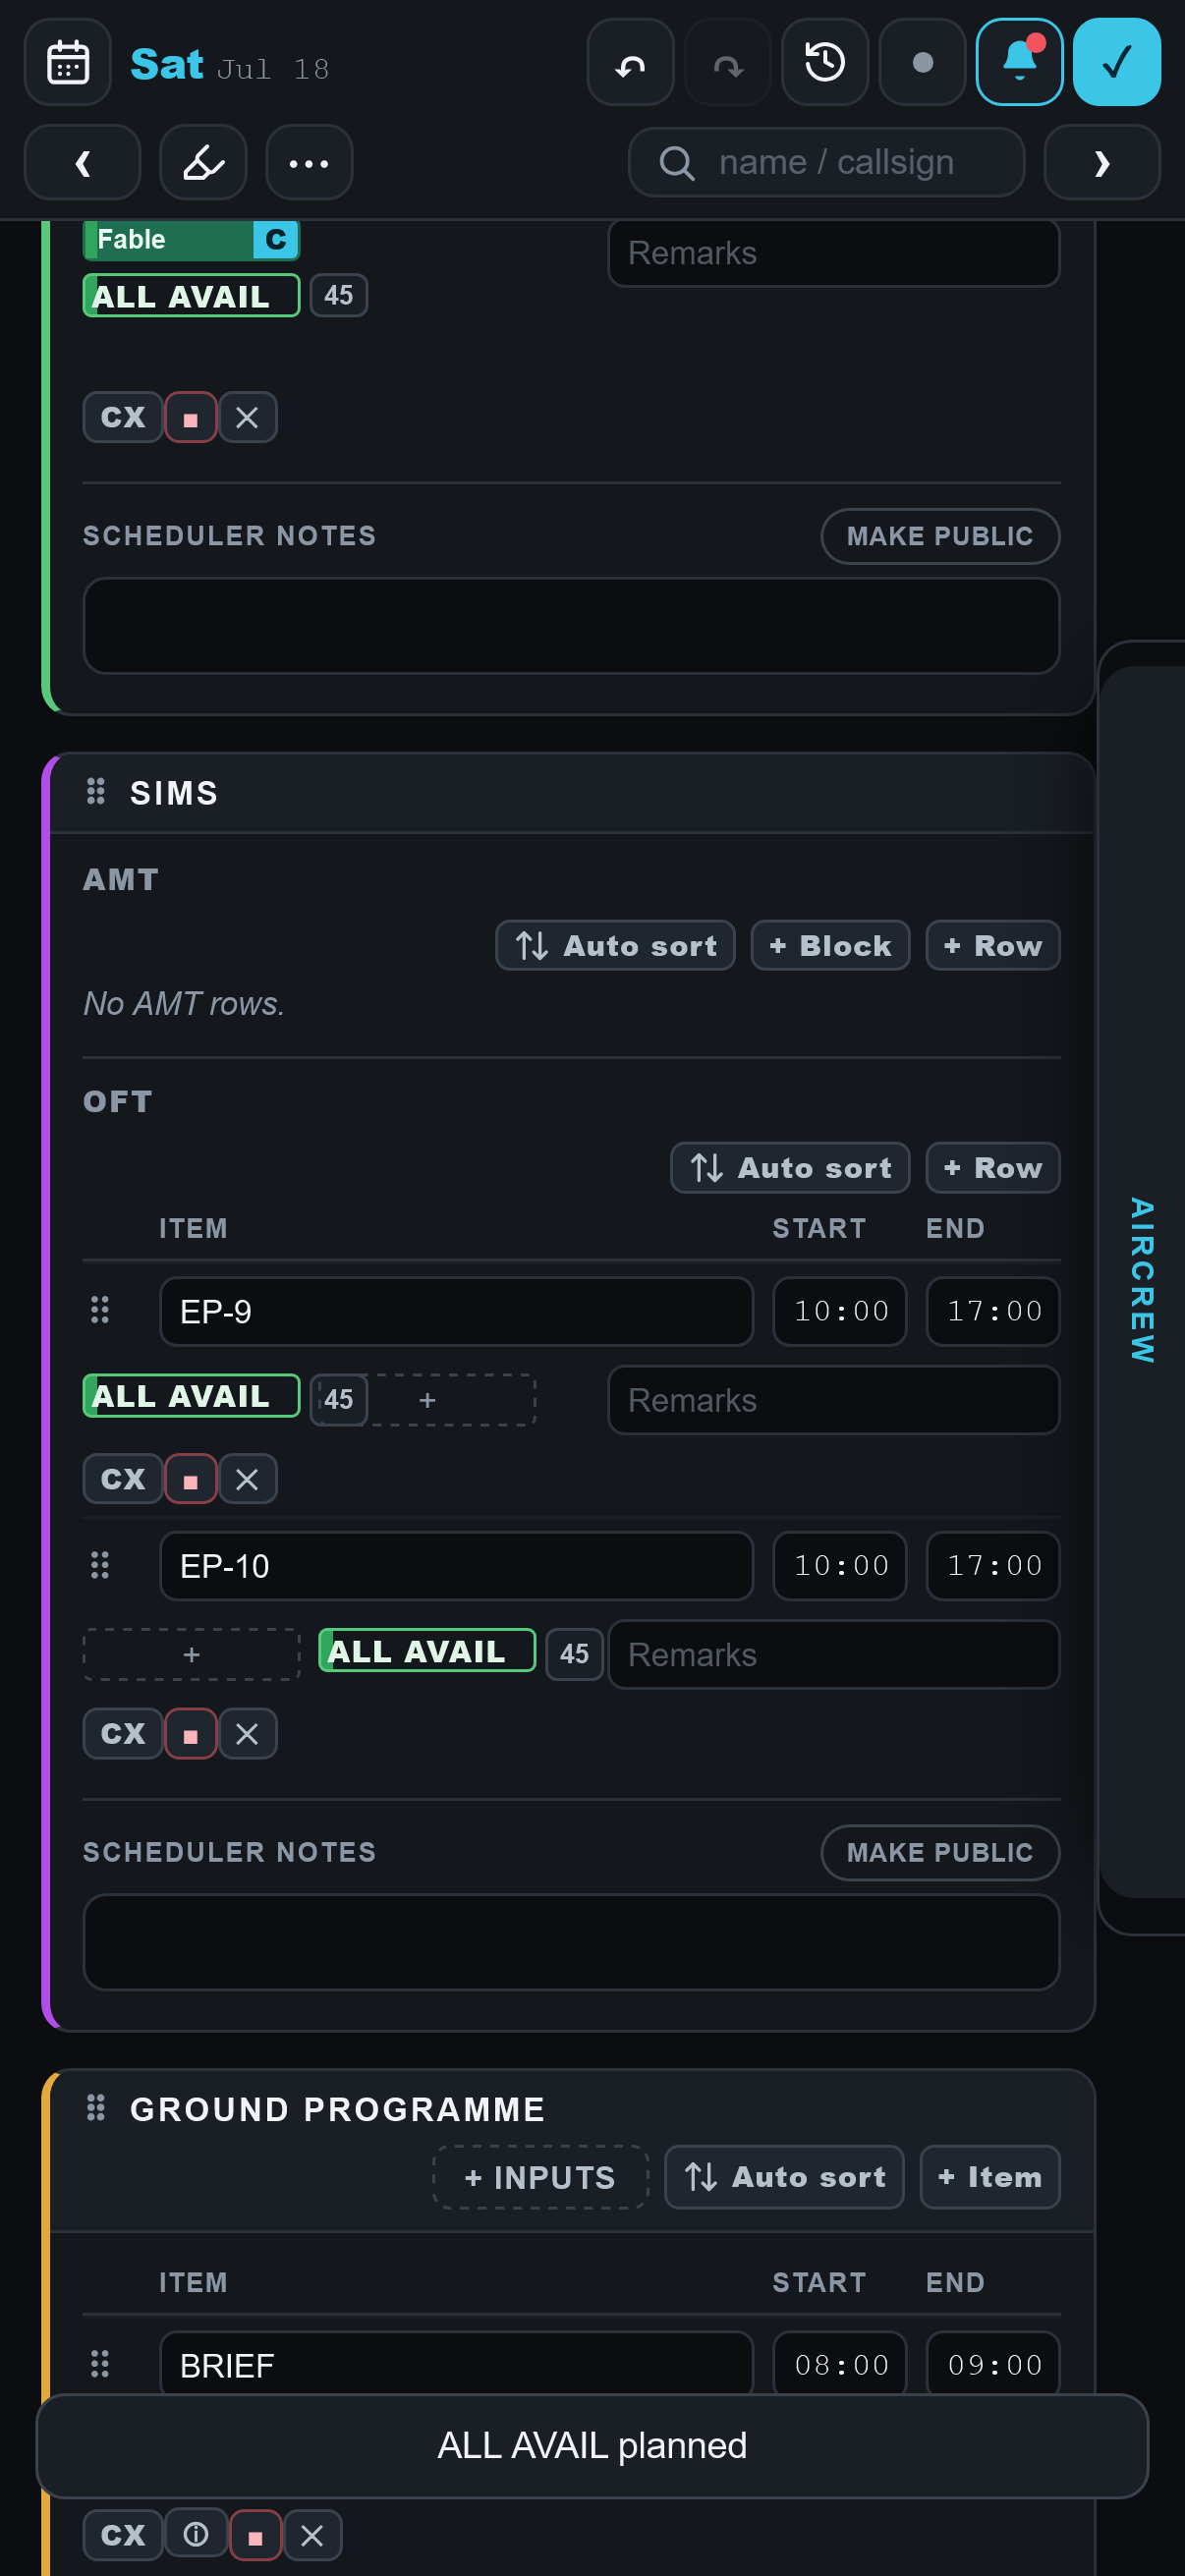 Sat Jul 18
name / callsign
Fable C
Remarks
ALL AVAIL 45
CX
SCHEDULER NOTES MAKE PUBLIC
SIMS
AMT
Auto sort + Block + Row
No AMT rows.
OFT
Auto sort + Row
ITEM START END
EP-9 10:00 17:00
ALL AVAIL 45 + Remarks
CX
EP-10 10:00 17:00
+ ALL AVAIL 45 Remarks
CX
SCHEDULER NOTES MAKE PUBLIC
AIRCREW
GROUND PROGRAMME
+ INPUTS Auto sort + Item
ITEM START END
BRIEF 08:00 09:00
ALL AVAIL planned
CX